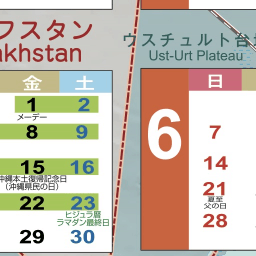 フスタン
akhstan
ウスチュルト台
Ust-Urt Plateau
金 土
1 2
メーデー
8 9
15 16
沖縄本土復帰記念日
(沖縄県民の日)
22 23
ヒジュラ暦
ラマダン最終日
29 30
6
日
7
14
21
夏至
父の日
28